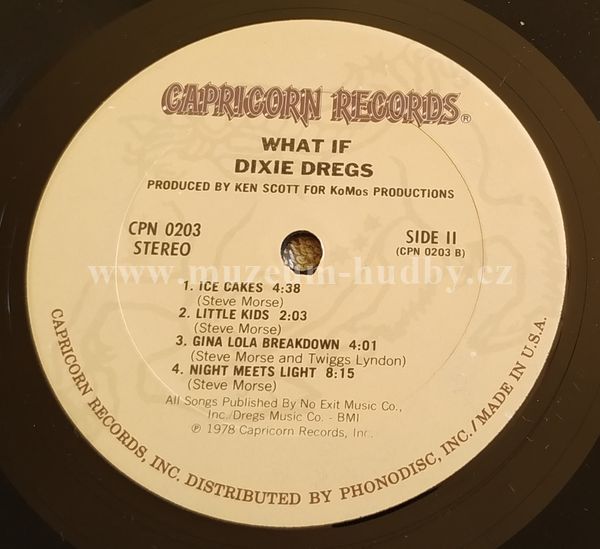 CAPRICORN RECORDS®
WHAT IF
DIXIE DREGS
PRODUCED BY KEN SCOTT FOR KoMos PRODUCTIONS
CPN 0203
STEREO
SIDE II
(CPN 0203 B)
www.muzeum-hudby.cz
1. ICE CAKES 4:38
(Steve Morse)
2. LITTLE KIDS 2:03
(Steve Morse)
3. GINA LOLA BREAKDOWN 4:01
(Steve Morse and Twiggs Lyndon)
4. NIGHT MEETS LIGHT 8:15
(Steve Morse)
All Songs Published By No Exit Music Co.,
Inc./Dregs Music Co. - BMI
℗ 1978 Capricorn Records, Inc.
CAPRICORN RECORDS, INC. DISTRIBUTED BY PHONODISC, INC./MADE IN U.S.A.